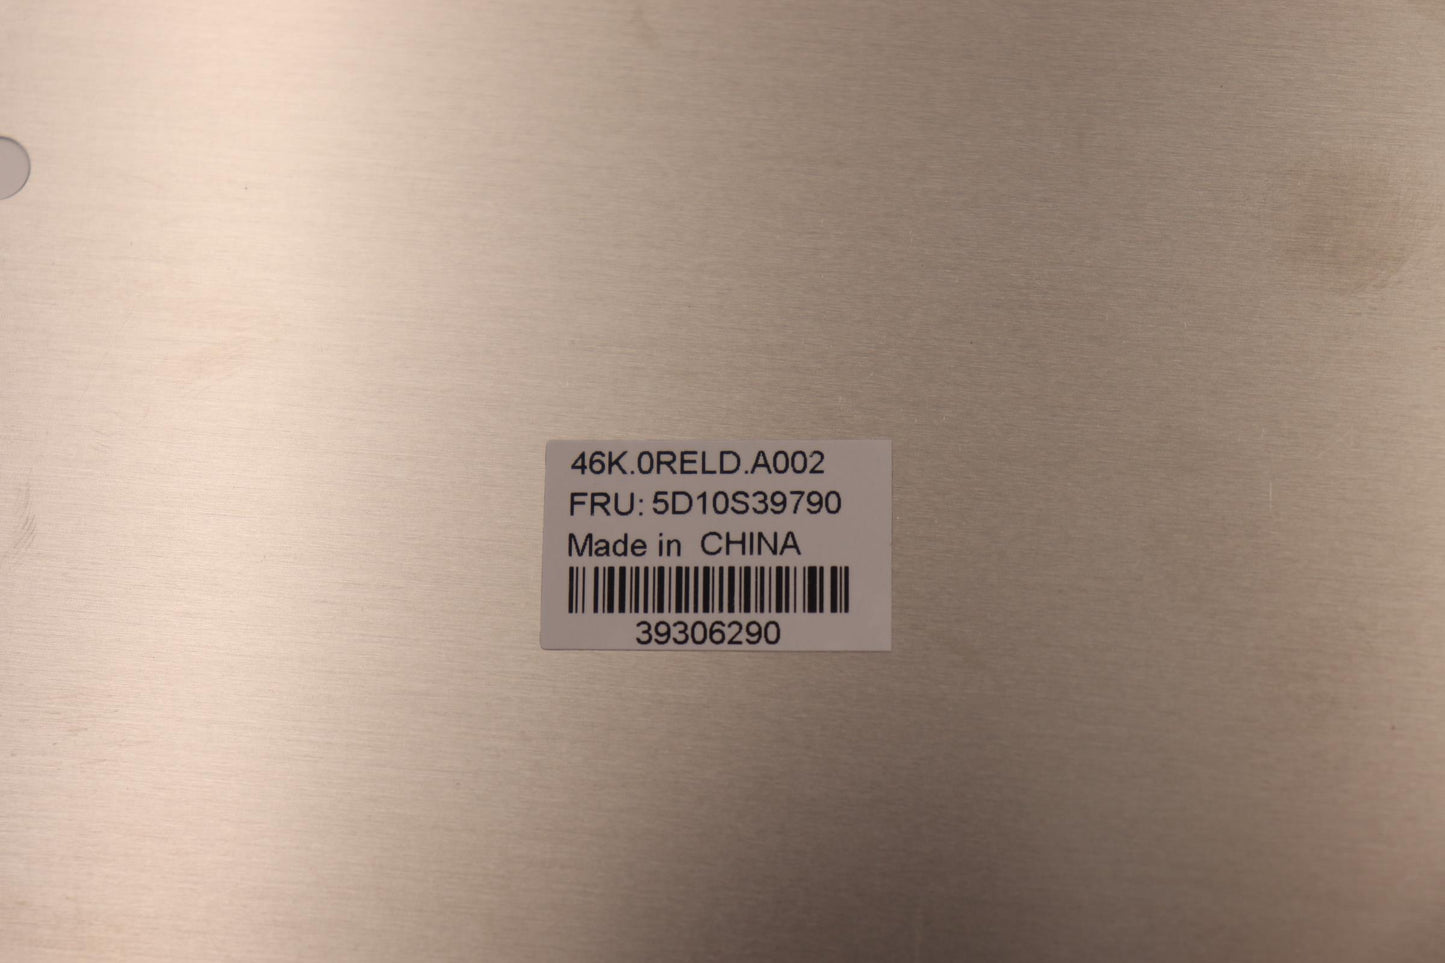 46K.0RELD.A002
FRU: 5D10S39790
Made in CHINA
39306290